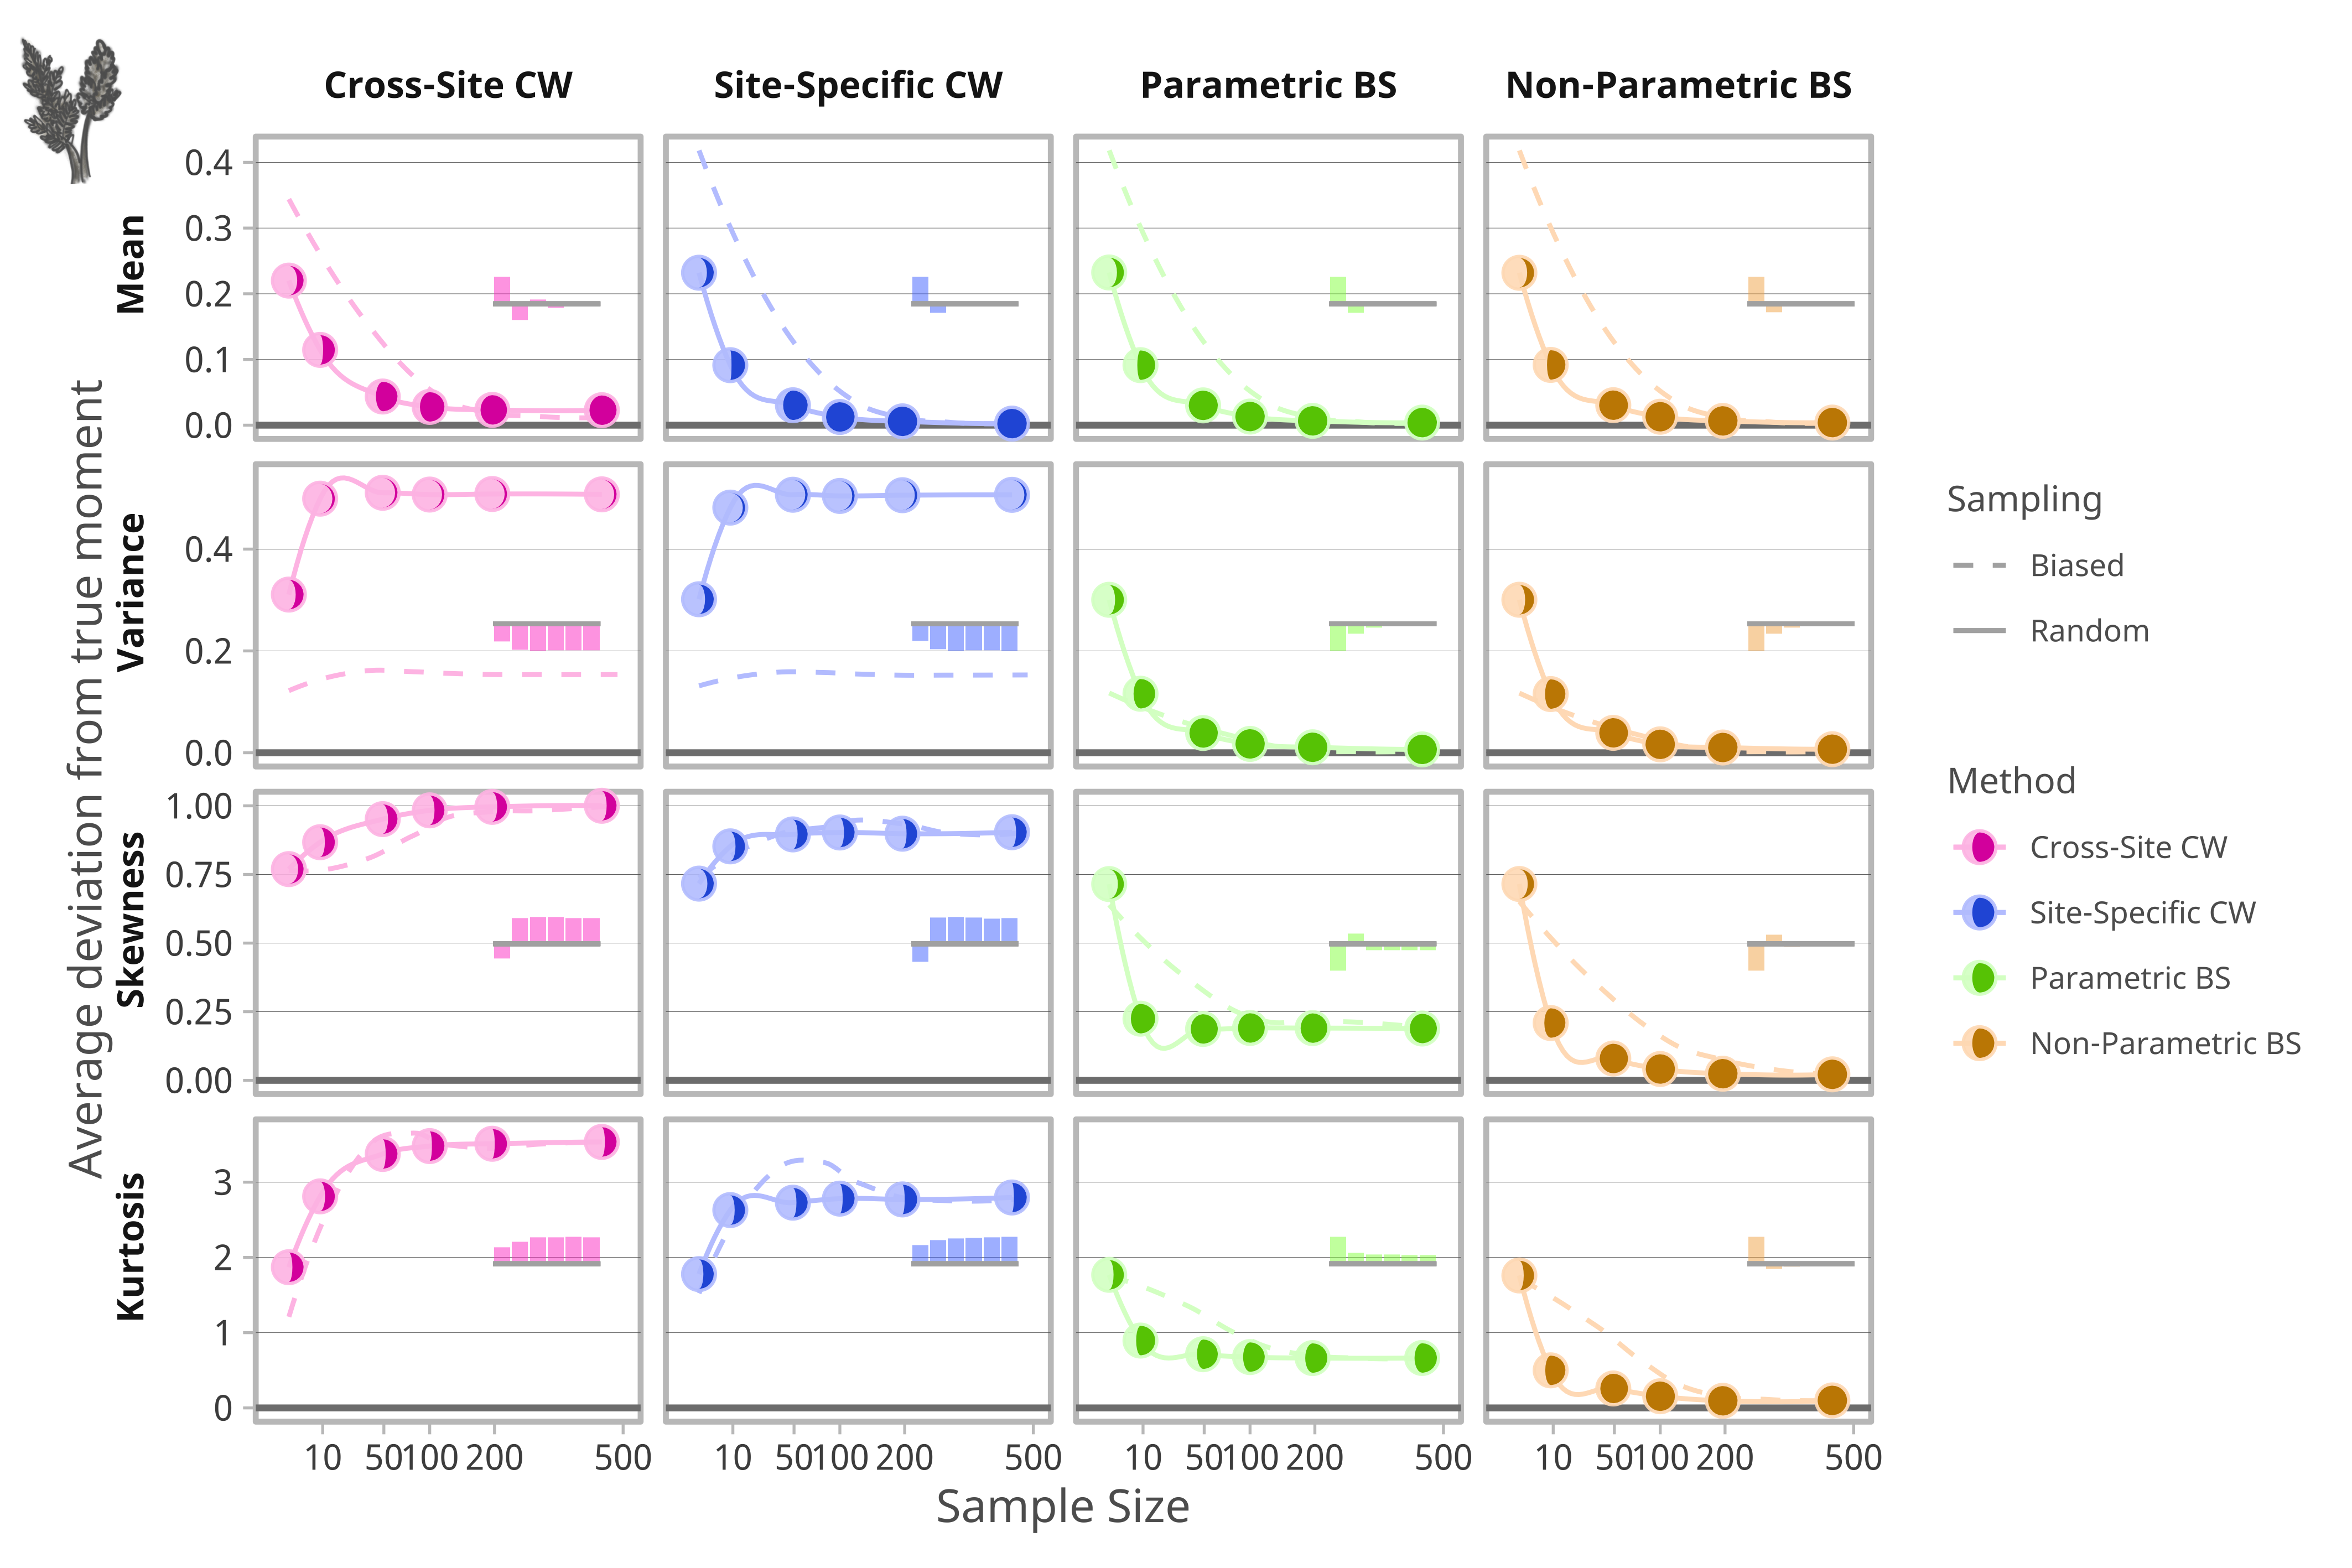 Cross-Site CW Site-Specific CW Parametric BS Non-Parametric BS
Average deviation from true moment
Mean
0.4
0.3
0.2
0.1
0.0
Variance
0.4
0.2
0.0
Skewness
1.00
0.75
0.50
0.25
0.00
Kurtosis
3
2
1
0
10 50 100 200 500 10 50 100 200 500 10 50 100 200 500 10 50 100 200 500
Sample Size
Sampling
Biased
Random
Method
Cross-Site CW
Site-Specific CW
Parametric BS
Non-Parametric BS